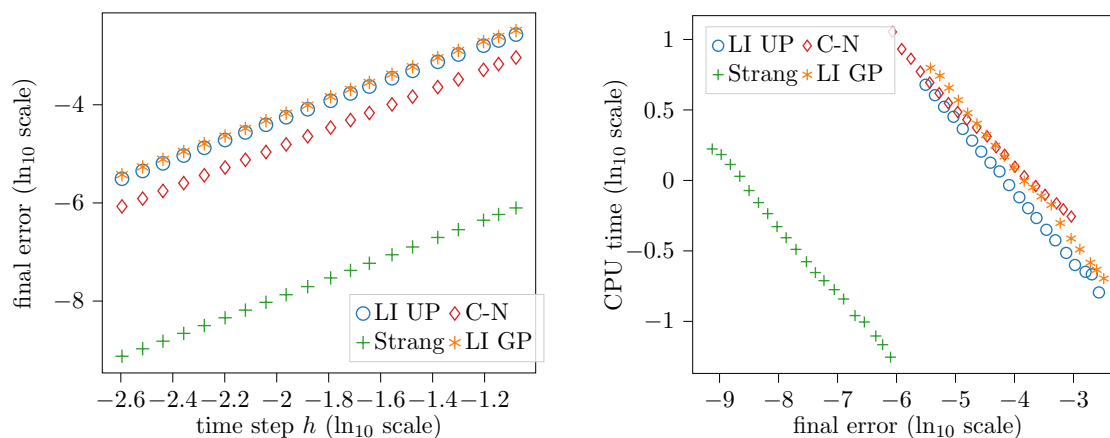 final error (ln10 scale)
−4
−6
−8
LI UP C-N
Strang LI GP
−2.6 −2.4 −2.2 −2 −1.8 −1.6 −1.4 −1.2
time step h (ln10 scale)
CPU time (ln10 scale)
1
LI UP C-N
Strang LI GP
0.5
0
−0.5
−1
−9 −8 −7 −6 −5 −4 −3
final error (ln10 scale)